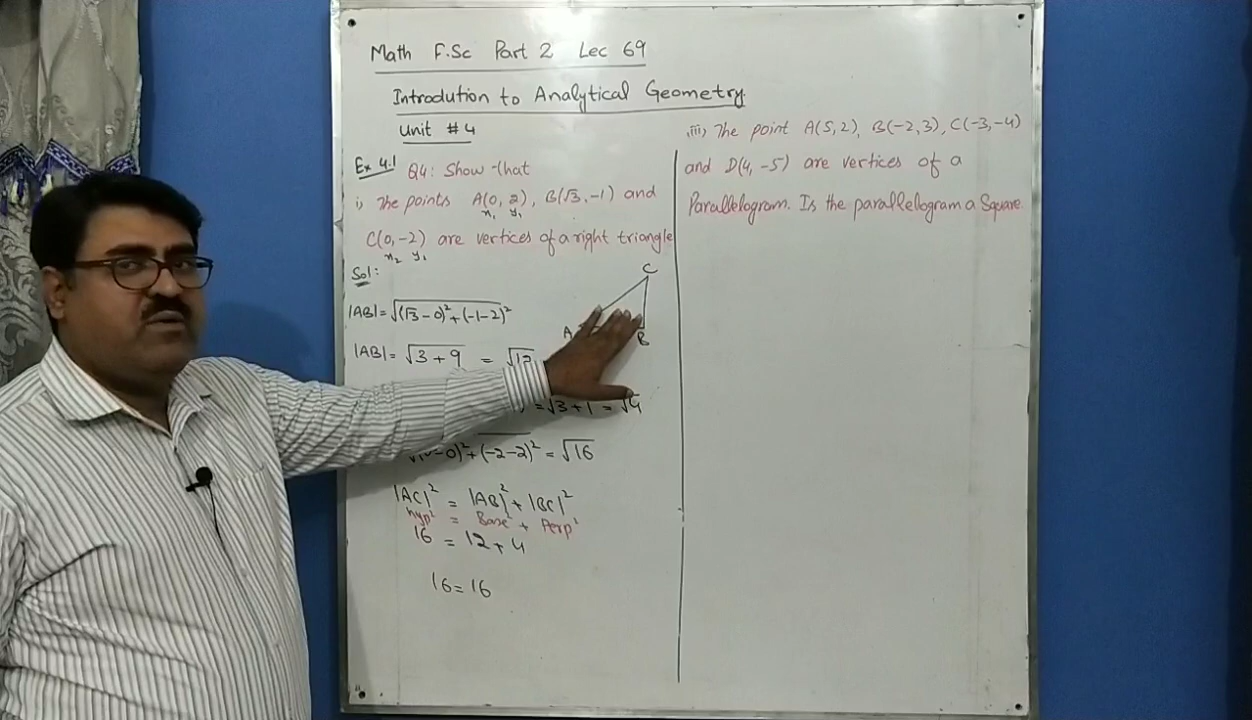 Math F.Sc Part 2 Lec 69
Introdution to Analytical Geometry.
Unit # 4
Ex 4.1 Q4: Show that
i, The points A(0, 2), B(√3, -1) and
x₁ y₁
C(0, -2) are vertices of a right triangle
x₂ y₁
Sol:
|AB| = √(√3-0)²+(-1-2)²
|AB| = √3+9 = √12
= √3+1 = √4
-0)²+(-2-2)² = √16
|AC|² = |AB|² + |BC|²
hyp² = Base² + Perp²
16 = 12+4
16 = 16
C
A
B
(iii) The point A(5, 2), B(-2, 3), C(-3, -4)
and D(4, -5) are vertices of a
Parallelogram. Is the parallelogram a Square